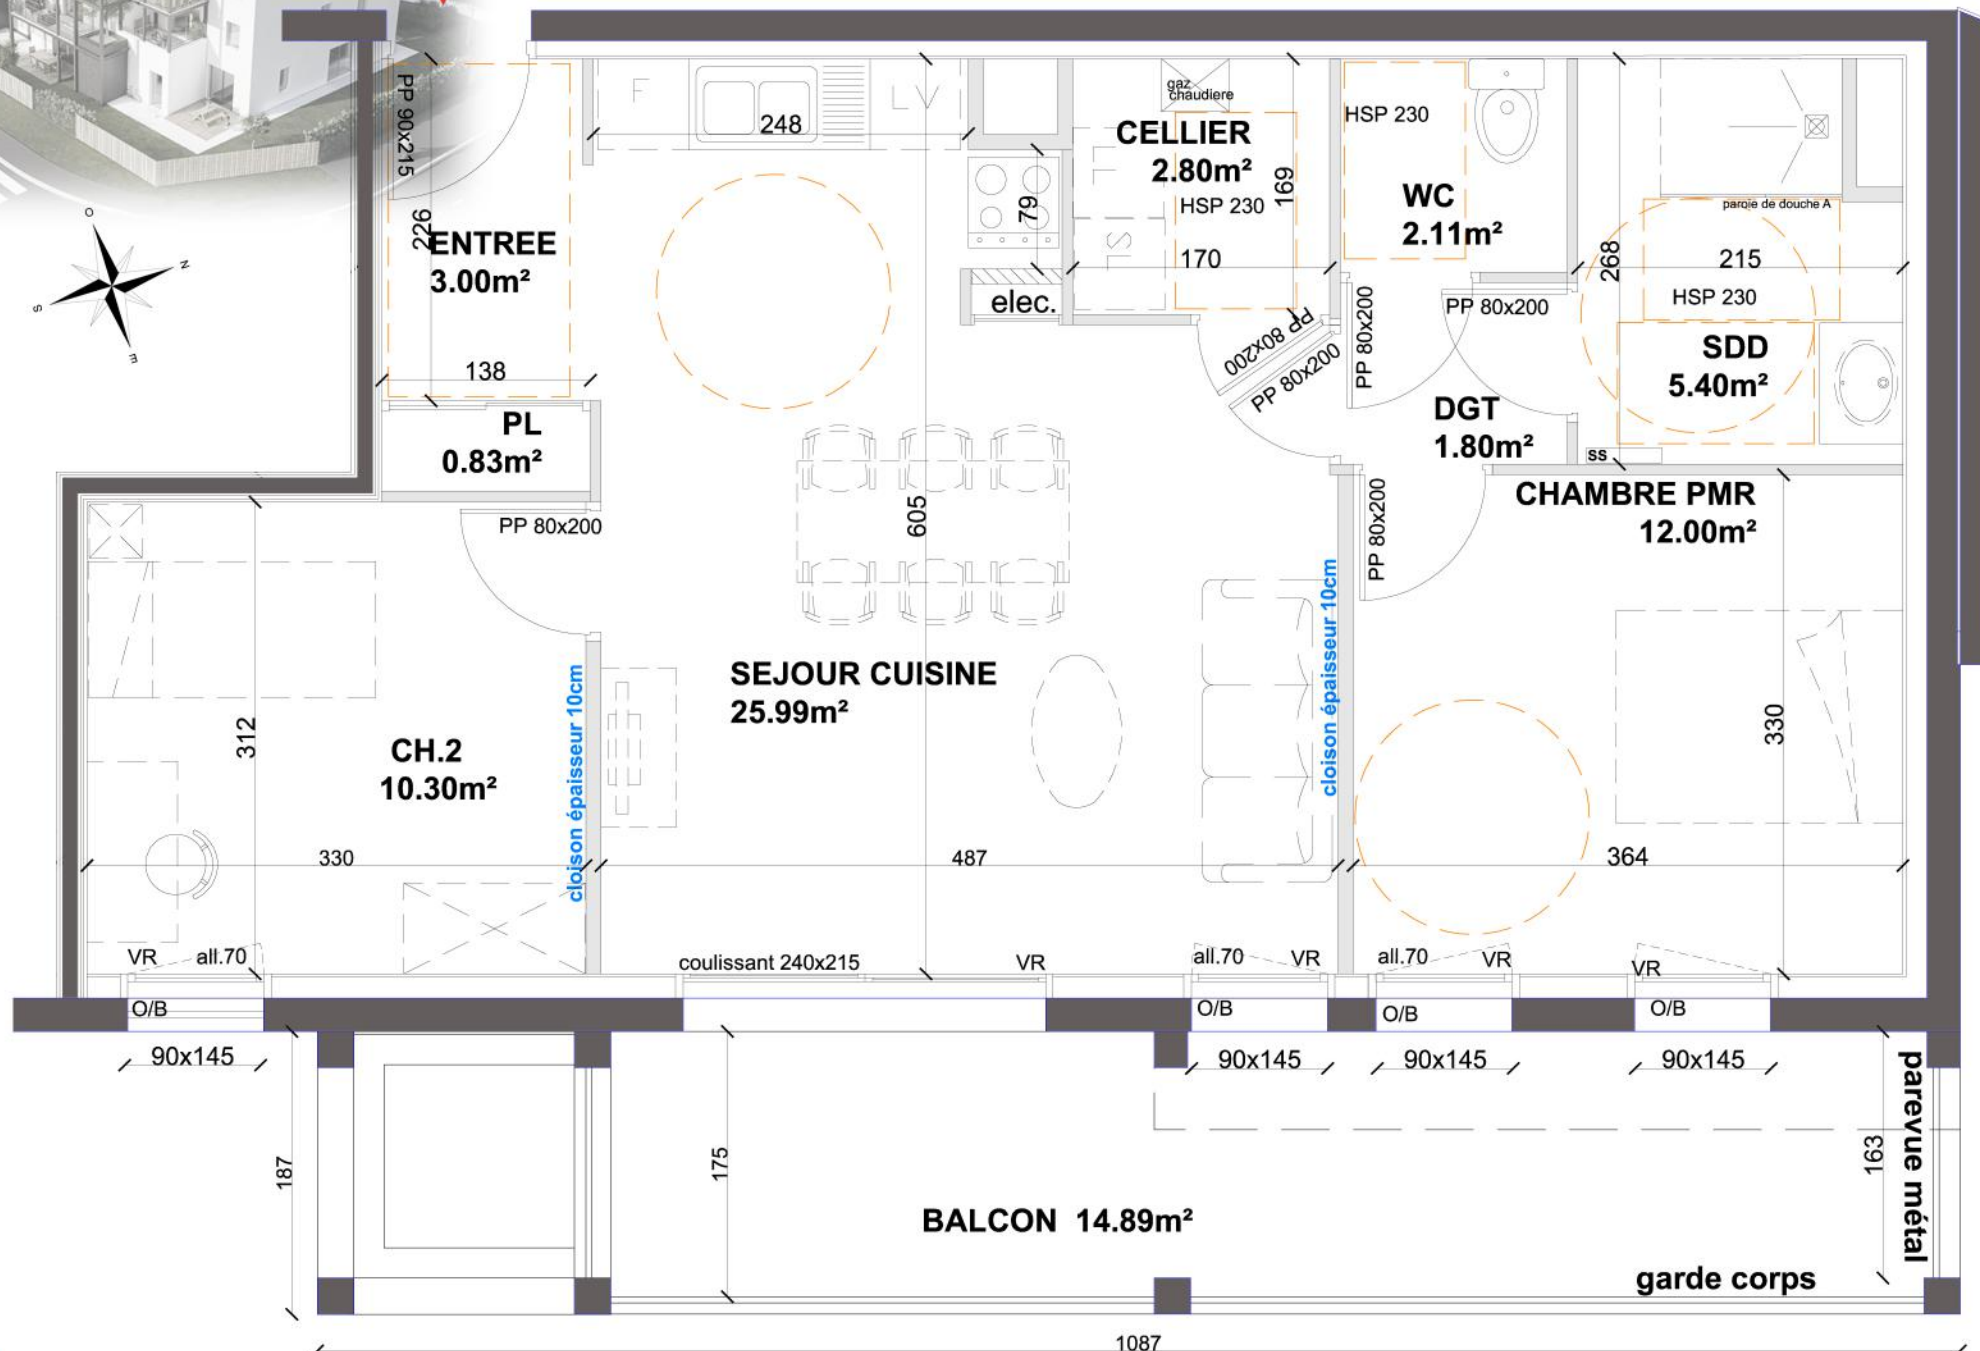 PP 90x215
226
ENTREE
3.00m²
138
PL
0.83m²
F
LV
248
79
elec.
605
gaz
chaudiere
CELLIER
2.80m²
HSP 230
169
170
LL
SL
PP 80x200
PP 80x200
HSP 230
WC
2.11m²
PP 80x200
PP 80x200
DGT
1.80m²
paroie de douche A
268
215
HSP 230
SDD
5.40m²
ss
O
N
S
E
PP 80x200
CHAMBRE PMR
12.00m²
PP 80x200
330
364
SEJOUR CUISINE
25.99m²
487
cloison épaisseur 10cm
cloison épaisseur 10cm
CH.2
10.30m²
312
330
VR
all.70
coulissant 240x215
VR
all.70
VR
all.70
VR
VR
O/B
O/B
O/B
O/B
90x145
90x145
90x145
90x145
187
175
163
BALCON 14.89m²
parevue métal
garde corps
1087